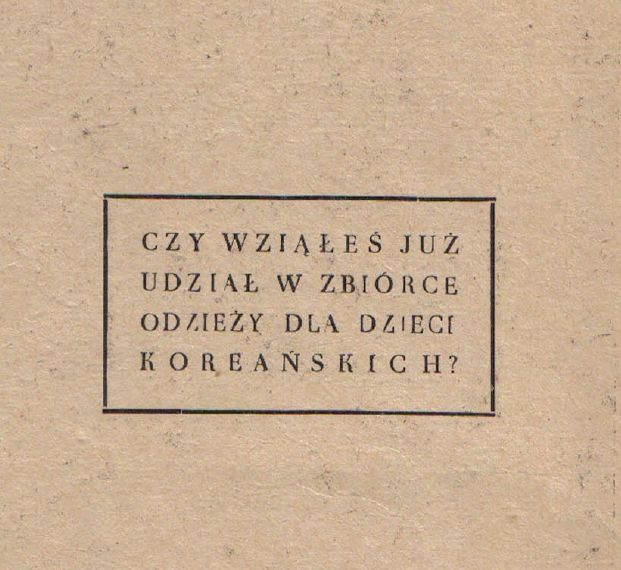 CZY WZIĄŁEŚ JUŻ
UDZIAŁ W ZBIÓRCE
ODZIEŻY DLA DZIECI
KOREAŃSKICH?